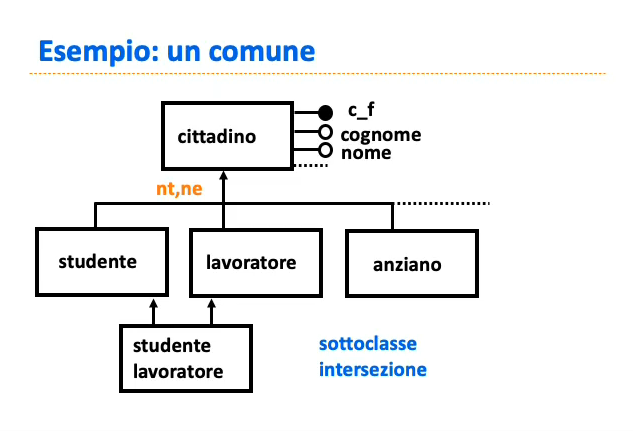 Esempio: un comune
cittadino
c_f
cognome
nome
nt,ne
studente
lavoratore
anziano
studente
lavoratore
sottoclasse
intersezione